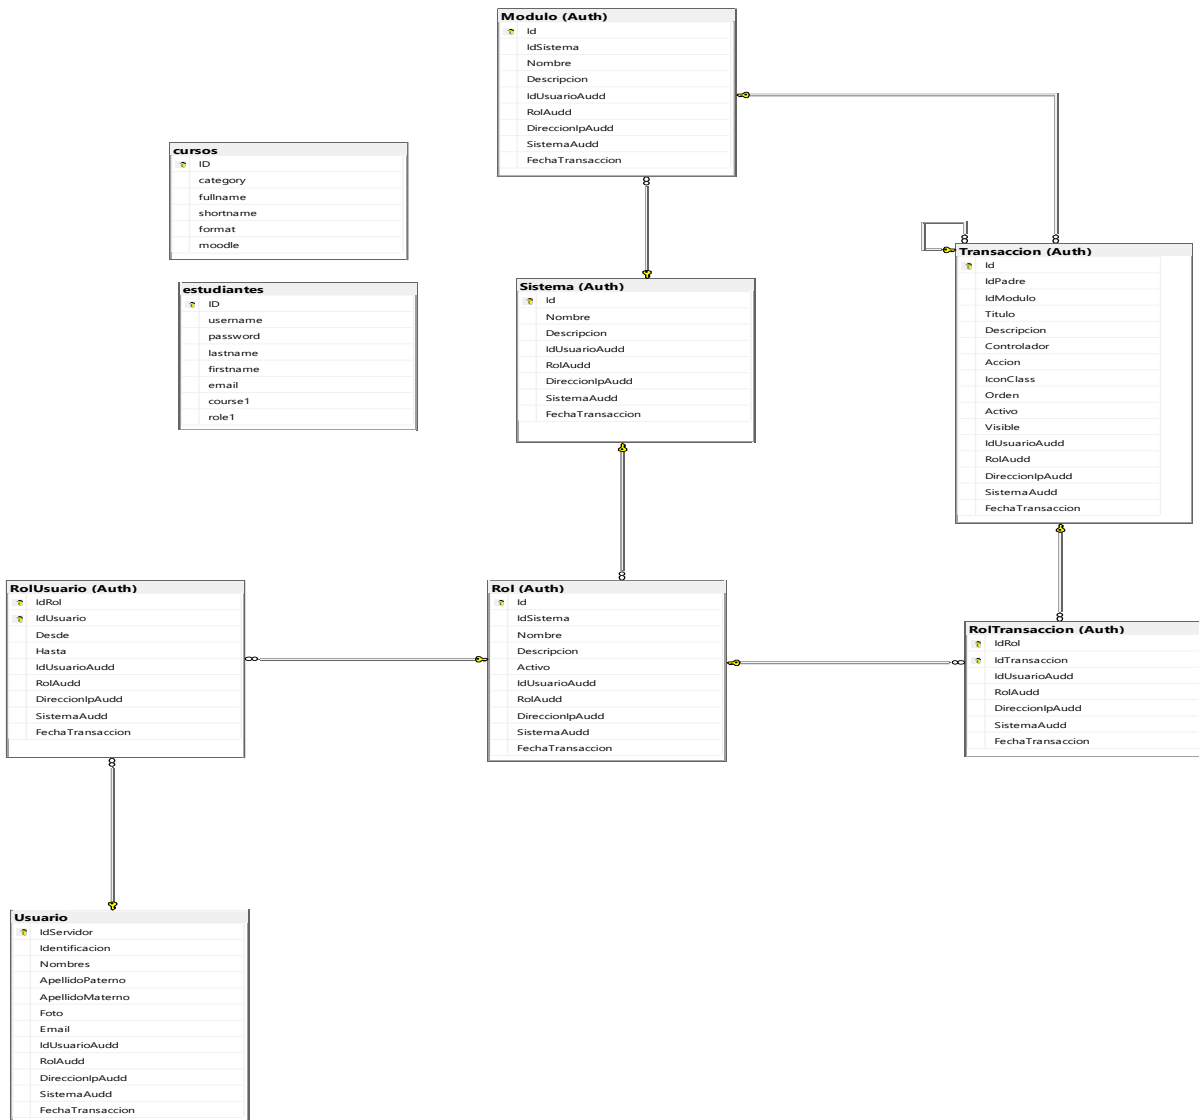 Modulo (Auth)
Id
IdSistema
Nombre
Descripcion
IdUsuarioAudd
RolAudd
DireccionIpAudd
SistemaAudd
FechaTransaccion
cursos
ID
category
fullname
shortname
format
moodle
estudiantes
ID
username
password
lastname
firstname
email
course1
role1
Sistema (Auth)
Id
Nombre
Descripcion
IdUsuarioAudd
RolAudd
DireccionIpAudd
SistemaAudd
FechaTransaccion
Transaccion (Auth)
Id
IdPadre
IdModulo
Titulo
Descripcion
Controlador
Accion
IconClass
Orden
Activo
Visible
IdUsuarioAudd
RolAudd
DireccionIpAudd
SistemaAudd
FechaTransaccion
RolUsuario (Auth)
IdRol
IdUsuario
Desde
Hasta
IdUsuarioAudd
RolAudd
DireccionIpAudd
SistemaAudd
FechaTransaccion
Rol (Auth)
Id
IdSistema
Nombre
Descripcion
Activo
IdUsuarioAudd
RolAudd
DireccionIpAudd
SistemaAudd
FechaTransaccion
RolTransaccion (Auth)
IdRol
IdTransaccion
IdUsuarioAudd
RolAudd
DireccionIpAudd
SistemaAudd
FechaTransaccion
Usuario
IdServidor
Identificacion
Nombres
ApellidoPaterno
ApellidoMaterno
Foto
Email
IdUsuarioAudd
RolAudd
DireccionIpAudd
SistemaAudd
FechaTransaccion